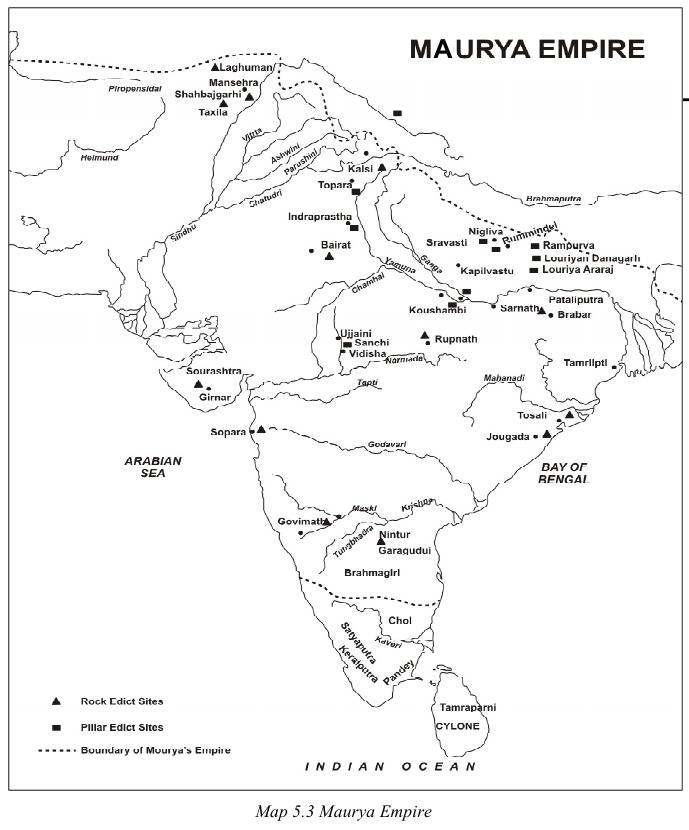 MAURYA EMPIRE
Laghuman
Mansehra
Shahbajgarhi
Taxila
Piropensidal
Helmund
Vitrta
Ashwini
Parushini
Shatudri
Sindhu
Kalsi
Topara
Indraprastha
Bairat
Brahmaputra
Nigliva
Rummindei
Sravasti
Rampurva
Louriyan Danagarh
Louriya Araraj
Kapilvastu
Ganga
Yamuna
Chambal
Koushambi
Sarnath
Pataliputra
Brabar
Ujjaini
Sanchi
Vidisha
Rupnath
Narmada
Tapti
Mahanadi
Tamrlipti
Sourashtra
Girnar
Sopara
Tosali
Jougada
Godavari
ARABIAN
SEA
BAY OF
BENGAL
Maski
Krishna
Govimath
Tungbhadra
Nintur
Garagudui
Brahmagiri
Chol
Satyaputra
Keralputra
Kaveri
Pandey
Tamraparni
CYLONE
Rock Edict Sites
Pillar Edict Sites
Boundary of Mourya's Empire
INDIAN OCEAN
Map 5.3 Maurya Empire